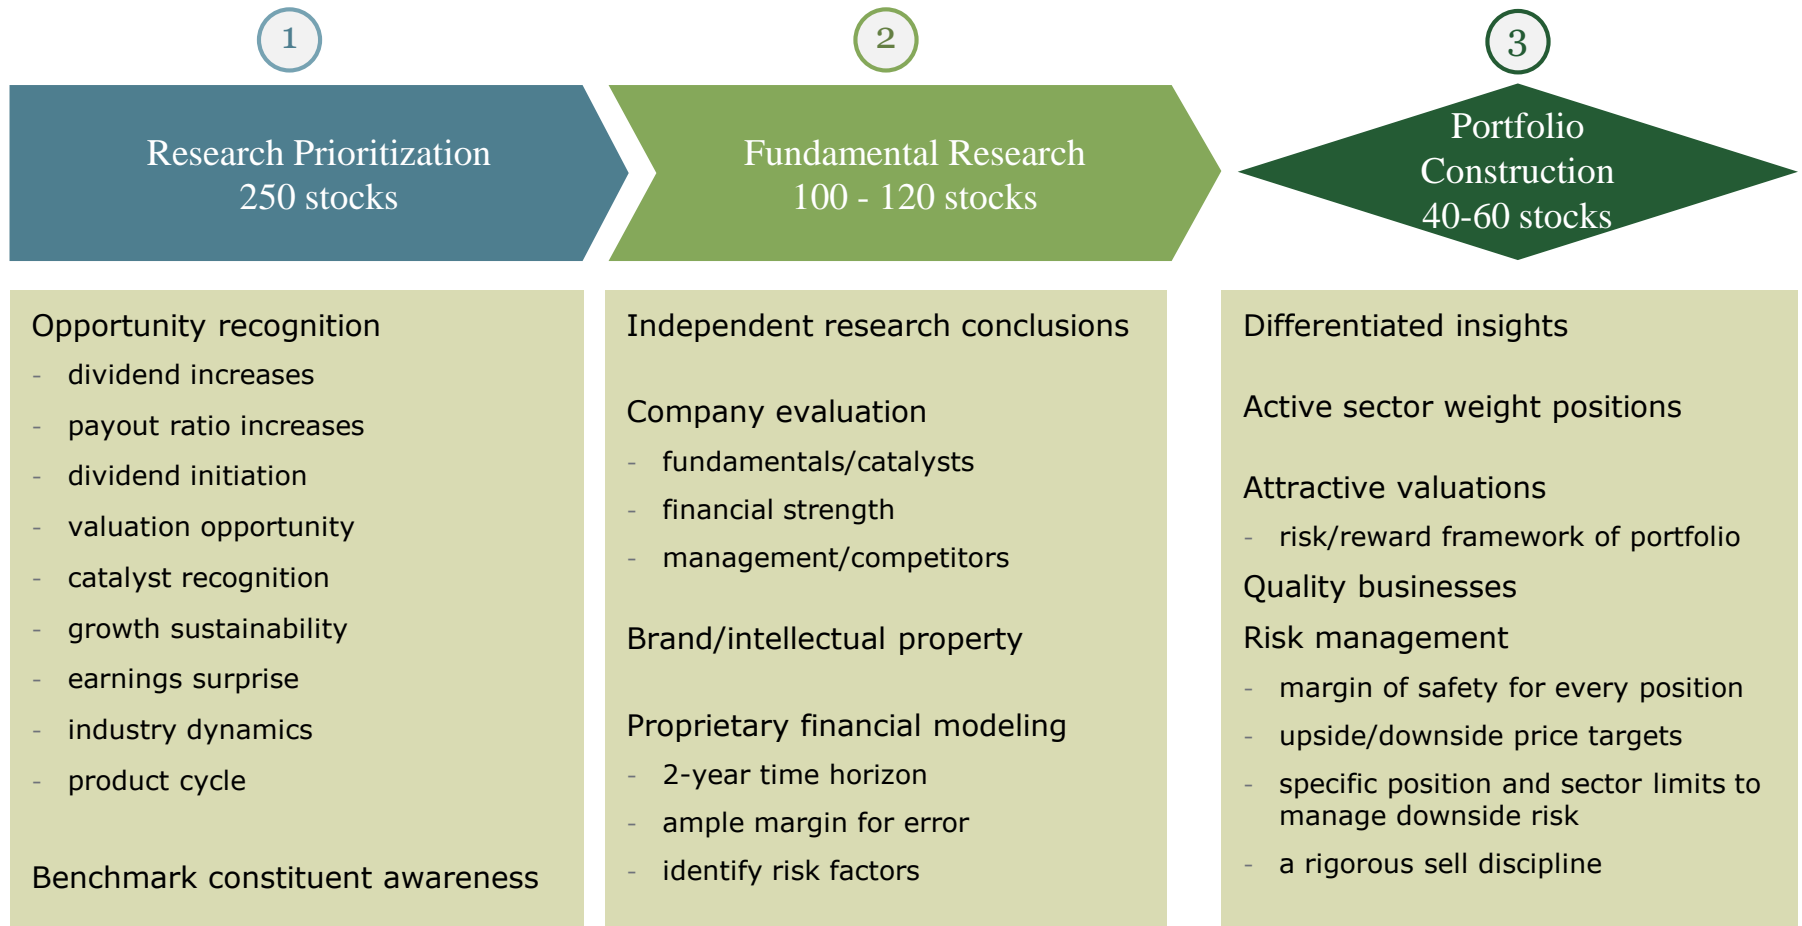 1
Research Prioritization
250 stocks
Opportunity recognition
- dividend increases
- payout ratio increases
- dividend initiation
- valuation opportunity
- catalyst recognition
- growth sustainability
- earnings surprise
- industry dynamics
- product cycle
Benchmark constituent awareness
2
Fundamental Research
100 - 120 stocks
Independent research conclusions
Company evaluation
- fundamentals/catalysts
- financial strength
- management/competitors
Brand/intellectual property
Proprietary financial modeling
- 2-year time horizon
- ample margin for error
- identify risk factors
3
Portfolio
Construction
40-60 stocks
Differentiated insights
Active sector weight positions
Attractive valuations
- risk/reward framework of portfolio
Quality businesses
Risk management
- margin of safety for every position
- upside/downside price targets
- specific position and sector limits to
manage downside risk
- a rigorous sell discipline